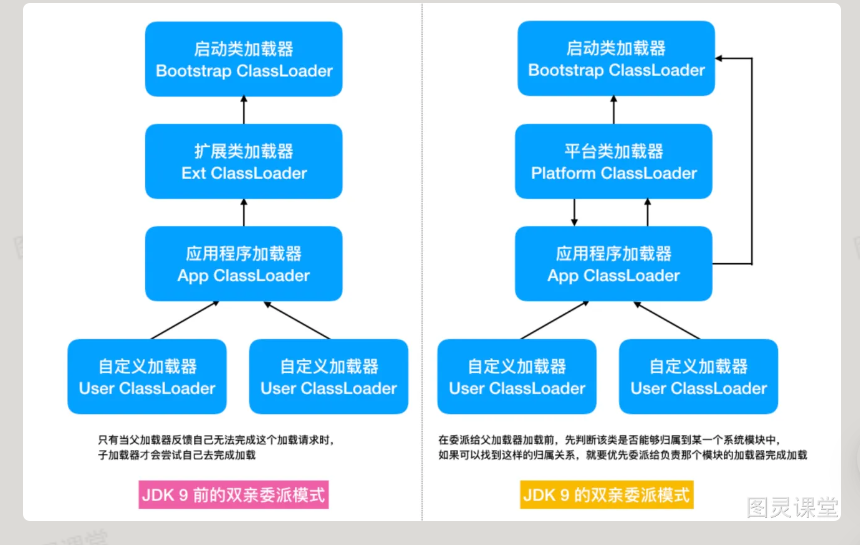 启动类加载器
Bootstrap ClassLoader
扩展类加载器
Ext ClassLoader
应用程序加载器
App ClassLoader
自定义加载器
User ClassLoader
自定义加载器
User ClassLoader
只有当父加载器反馈自己无法完成这个加载请求时，
子加载器才会尝试自己去完成加载
JDK 9 前的双亲委派模式
启动类加载器
Bootstrap ClassLoader
平台类加载器
Platform ClassLoader
应用程序加载器
App ClassLoader
自定义加载器
User ClassLoader
自定义加载器
User ClassLoader
在委派给父加载器加载前，先判断该类是否能够归属到某一个系统模块中，
如果可以找到这样的归属关系，就要优先委派给负责那个模块的加载器完成加载
JDK 9 的双亲委派模式
图灵课堂